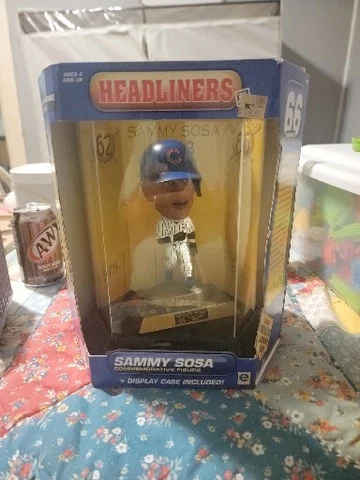 AGES 4
AND UP
HEADLINERS
66
SAMMY SOSA
62
A&W
SAMMY SOSA
COMMEMORATIVE FIGURE
+ DISPLAY CASE INCLUDED!